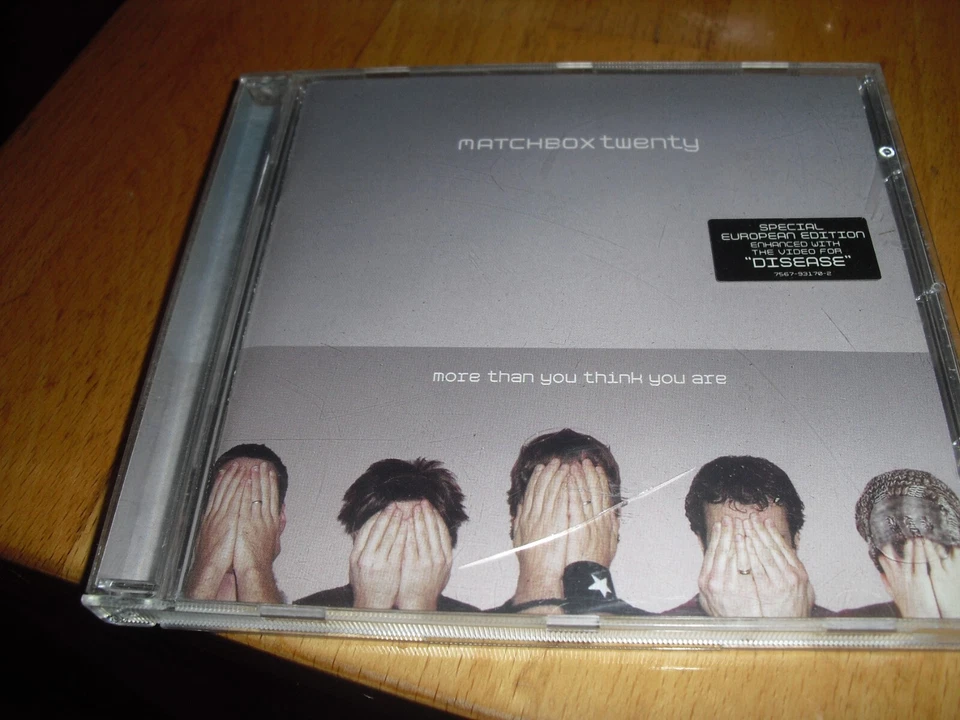 MATCHBOX twenty
SPECIAL
EUROPEAN EDITION
ENHANCED WITH
THE VIDEO FOR
"DISEASE"
7567-93170-2
more than you think you are